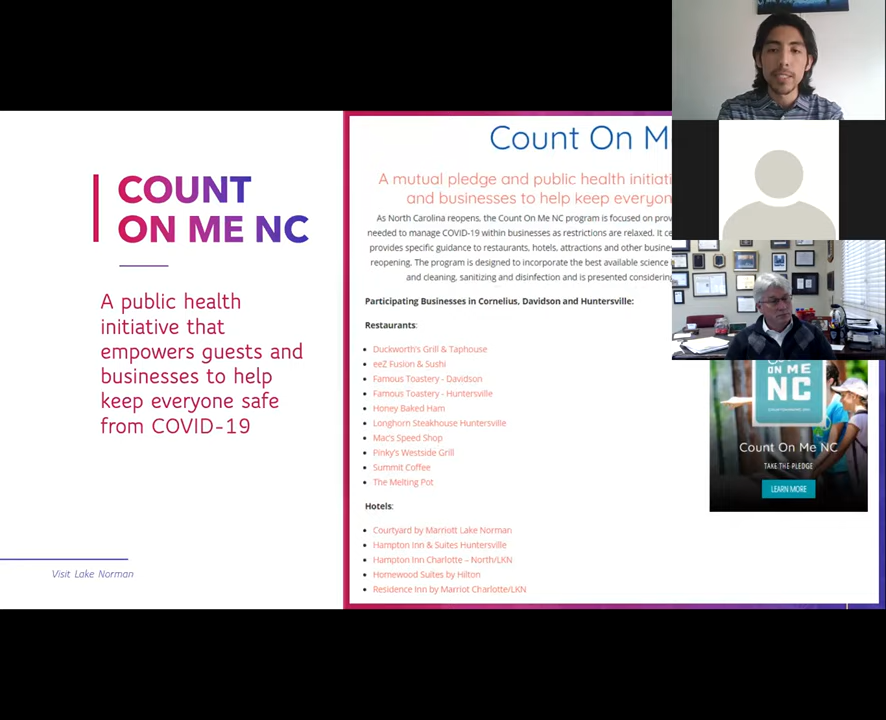 COUNT
ON ME NC
A public health
initiative that
empowers guests and
businesses to help
keep everyone safe
from COVID-19
Visit Lake Norman
Count On M
A mutual pledge and public health initiati
and businesses to help keep everyon
As North Carolina reopens, the Count On Me NC program is focused on prov
needed to manage COVID-19 within businesses as restrictions are relaxed. It ce
provides specific guidance to restaurants, hotels, attractions and other busine
reopening. The program is designed to incorporate the best available science
and cleaning, sanitizing and disinfection and is presented considering
Participating Businesses in Cornelius, Davidson and Huntersville:
Restaurants:
Duckworth's Grill & Taphouse
eeZ Fusion & Sushi
Famous Toastery - Davidson
Famous Toastery - Huntersville
Honey Baked Ham
Longhorn Steakhouse Huntersville
Mac's Speed Shop
Pinky's Westside Grill
Summit Coffee
The Melting Pot
Hotels:
Courtyard by Marriott Lake Norman
Hampton Inn & Suites Huntersville
Hampton Inn Charlotte – North/LKN
Homewood Suites by Hilton
Residence Inn by Marriot Charlotte/LKN
ON ME
NC
Count On Me NC
TAKE THE PLEDGE
LEARN MORE